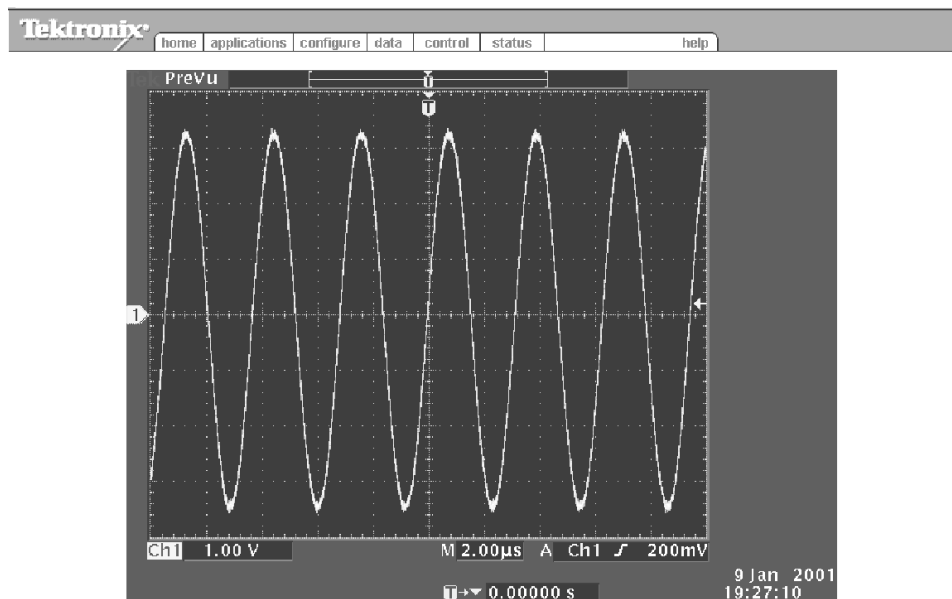 Tektronix
home applications configure data control status help
Tek PreVu
U
T
1
Ch1 1.00 V M 2.00µs A Ch1 200mV
T 0.00000 s
9 Jan 2001
19:27:10